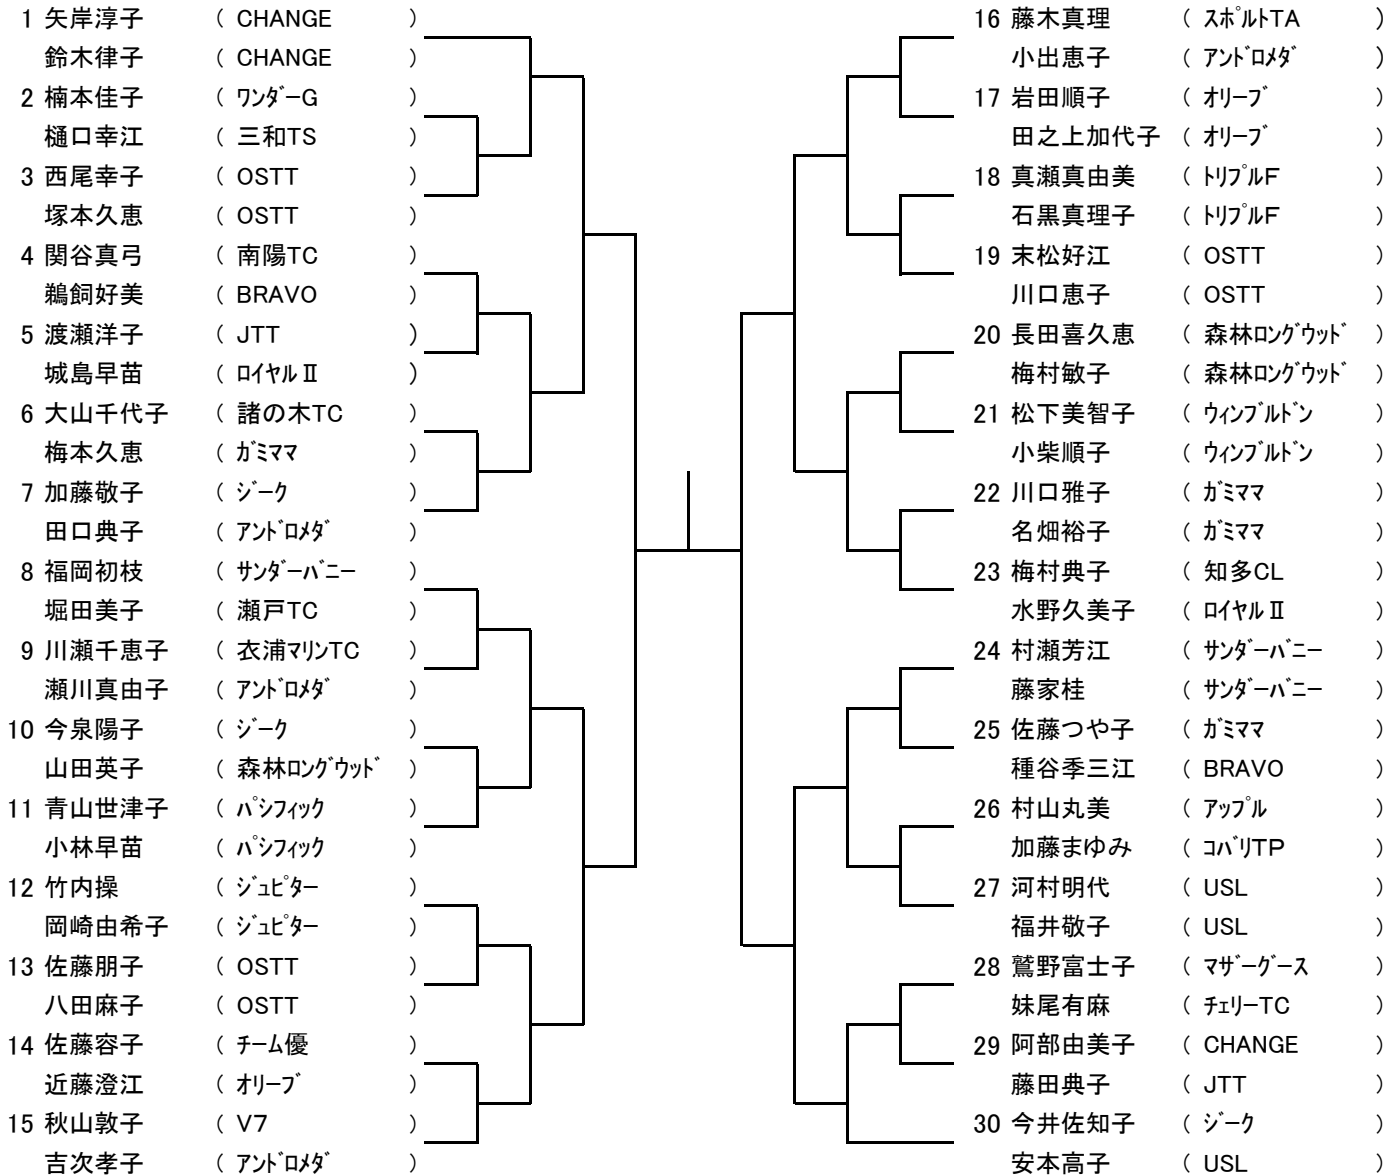 1 矢岸淳子 ( CHANGE )
鈴木律子 ( CHANGE )
2 楠本佳子 ( ﾜﾝﾀﾞｰG )
樋口幸江 ( 三和TS )
3 西尾幸子 ( OSTT )
塚本久恵 ( OSTT )
4 関谷真弓 ( 南陽TC )
鵜飼好美 ( BRAVO )
5 渡瀬洋子 ( JTT )
城島早苗 ( ﾛｲﾔﾙⅡ )
6 大山千代子 ( 諸の木TC )
梅本久恵 ( ｶﾞﾐﾏﾏ )
7 加藤敬子 ( ｼﾞｰｸ )
田口典子 ( ｱﾝﾄﾞﾛﾒﾀﾞ )
8 福岡初枝 ( ｻﾝﾀﾞｰﾊﾞﾆｰ )
堀田美子 ( 瀬戸TC )
9 川瀬千恵子 ( 衣浦ﾏﾘﾝTC )
瀬川真由子 ( ｱﾝﾄﾞﾛﾒﾀﾞ )
10 今泉陽子 ( ｼﾞｰｸ )
山田英子 ( 森林ﾛﾝｸﾞｳｯﾄﾞ )
11 青山世津子 ( ﾊﾟｼﾌｨｯｸ )
小林早苗 ( ﾊﾟｼﾌｨｯｸ )
12 竹内操 ( ｼﾞｭﾋﾟﾀｰ )
岡崎由希子 ( ｼﾞｭﾋﾟﾀｰ )
13 佐藤朋子 ( OSTT )
八田麻子 ( OSTT )
14 佐藤容子 ( ﾁｰﾑ優 )
近藤澄江 ( ｵﾘｰﾌﾞ )
15 秋山敦子 ( V7 )
吉次孝子 ( ｱﾝﾄﾞﾛﾒﾀﾞ )
16 藤木真理 ( ｽﾎﾟﾙﾄTA )
小出恵子 ( ｱﾝﾄﾞﾛﾒﾀﾞ )
17 岩田順子 ( ｵﾘｰﾌﾞ )
田之上加代子 ( ｵﾘｰﾌﾞ )
18 真瀬真由美 ( ﾄﾘﾌﾟﾙF )
石黒真理子 ( ﾄﾘﾌﾟﾙF )
19 末松好江 ( OSTT )
川口恵子 ( OSTT )
20 長田喜久恵 ( 森林ﾛﾝｸﾞｳｯﾄﾞ )
梅村敏子 ( 森林ﾛﾝｸﾞｳｯﾄﾞ )
21 松下美智子 ( ｳｨﾝﾌﾞﾙﾄﾞﾝ )
小柴順子 ( ｳｨﾝﾌﾞﾙﾄﾞﾝ )
22 川口雅子 ( ｶﾞﾐﾏﾏ )
名畑裕子 ( ｶﾞﾐﾏﾏ )
23 梅村典子 ( 知多CL )
水野久美子 ( ﾛｲﾔﾙⅡ )
24 村瀬芳江 ( ｻﾝﾀﾞｰﾊﾞﾆｰ )
藤家桂 ( ｻﾝﾀﾞｰﾊﾞﾆｰ )
25 佐藤つや子 ( ｶﾞﾐﾏﾏ )
種谷季三江 ( BRAVO )
26 村山丸美 ( ｱｯﾌﾟﾙ )
加藤まゆみ ( ｺﾊﾞﾘTP )
27 河村明代 ( USL )
福井敬子 ( USL )
28 鷲野富士子 ( ﾏｻﾞｰｸﾞｰｽ )
妹尾有麻 ( ﾁｪﾘｰTC )
29 阿部由美子 ( CHANGE )
藤田典子 ( JTT )
30 今井佐知子 ( ｼﾞｰｸ )
安本高子 ( USL )